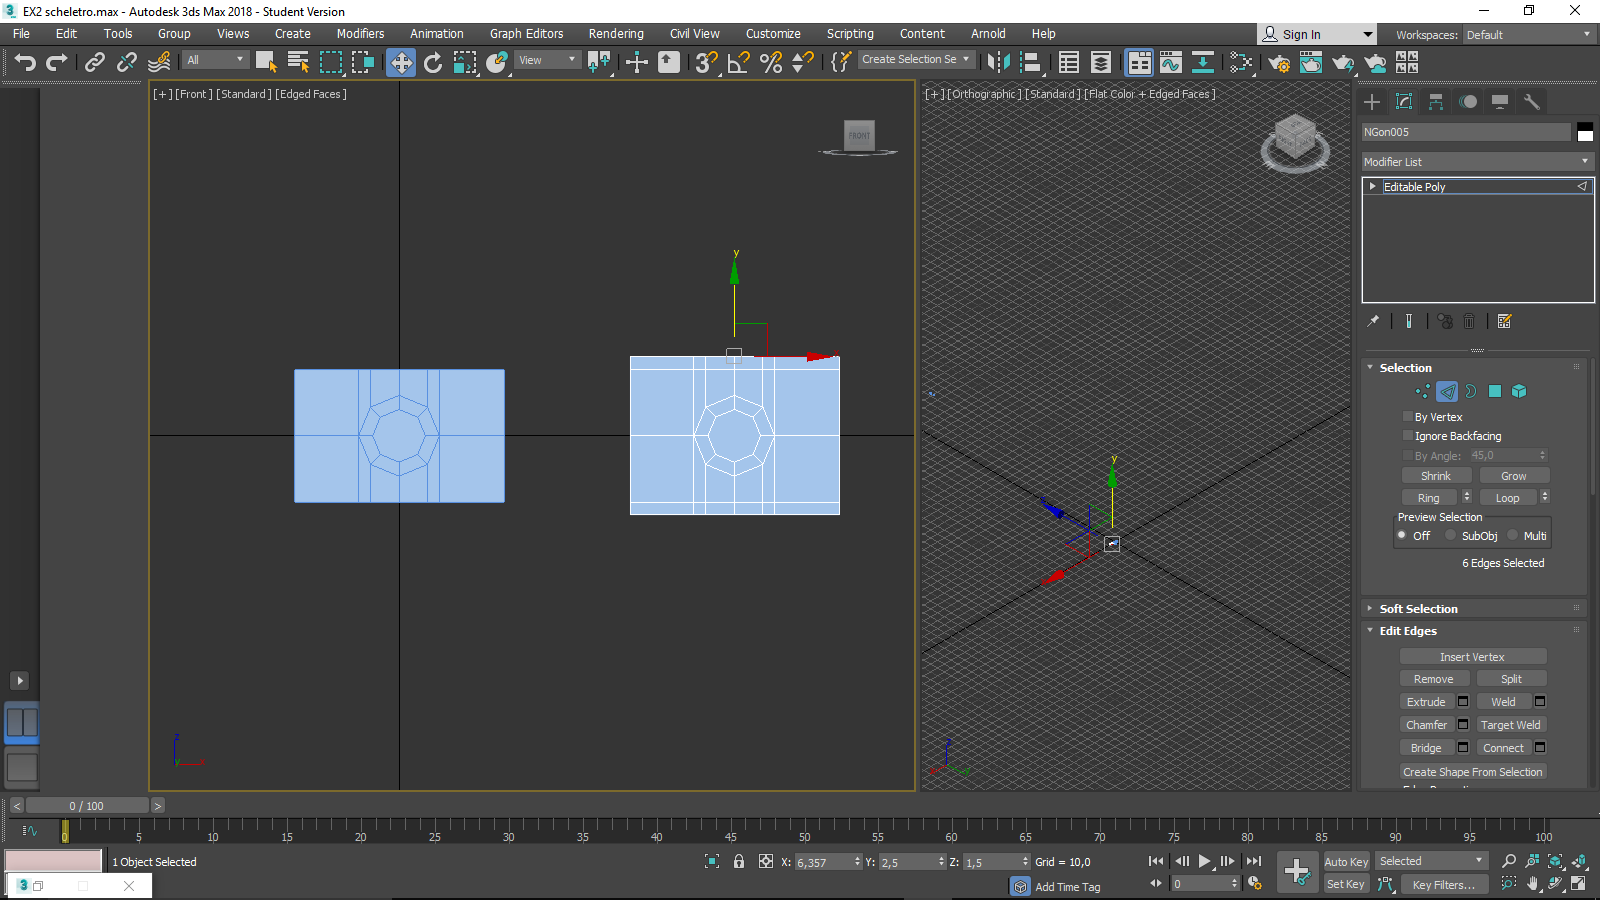 EX2 scheletro.max - Autodesk 3ds Max 2018 - Student Version
File Edit Tools Group Views Create Modifiers Animation Graph Editors Rendering Civil View Customize Scripting Content Arnold Help Sign In Workspaces: Default
All View Create Selection Se
[+] [Front ] [Standard ] [Edged Faces ]
[+] [Orthographic ] [Standard ] [Flat Color + Edged Faces ]
FRONT
NGon005
Modifier List
Editable Poly
y
y
Selection
By Vertex
Ignore Backfacing
By Angle: 45,0
Shrink Grow
Ring Loop
Preview Selection
Off SubObj Multi
6 Edges Selected
Soft Selection
Edit Edges
Insert Vertex
Remove Split
Extrude Weld
Chamfer Target Weld
Bridge Connect
Create Shape From Selection
z
z
y
< 0 / 100 >
0 5 10 15 20 25 30 35 40 45 50 55 60 65 70 75 80 85 90 95 100
1 Object Selected X: 6,357 Y: 2,5 Z: 1,5 Grid = 10,0 Auto Key Selected
Add Time Tag 0 Set Key Key Filters...
3